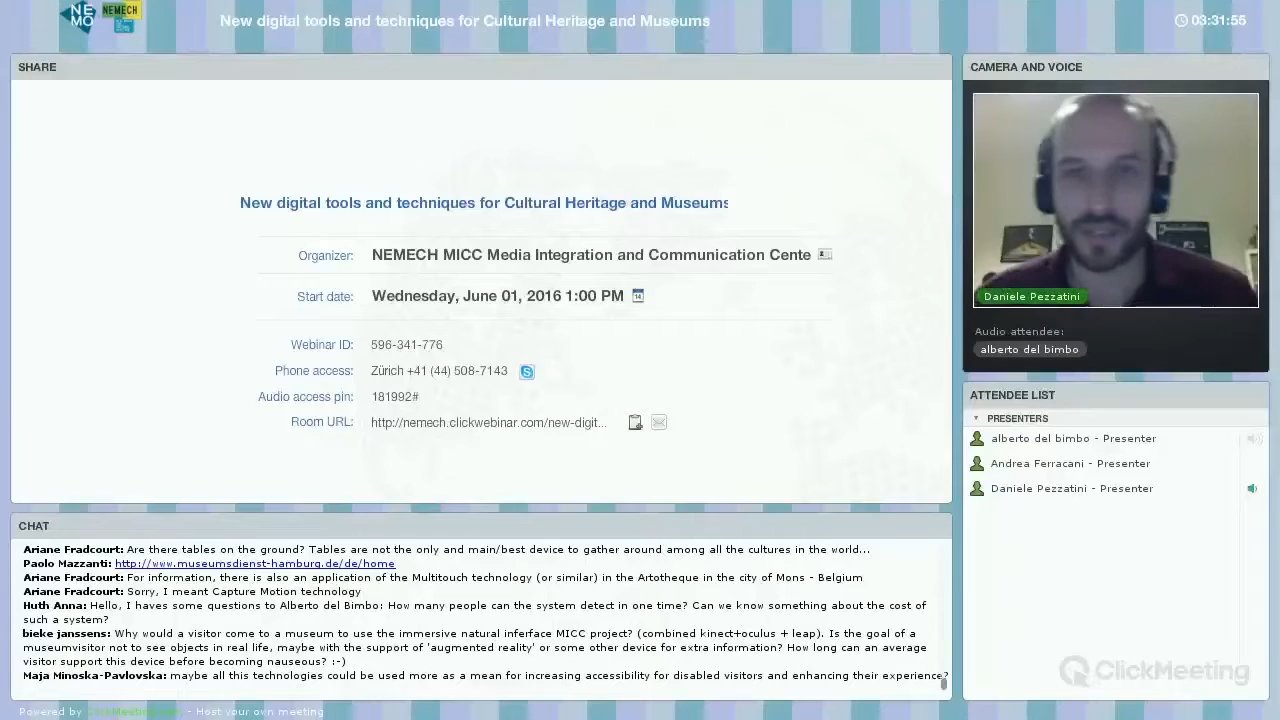 NE
MO
NEMECH
New digital tools and techniques for Cultural Heritage and Museums
03:31:55
SHARE
New digital tools and techniques for Cultural Heritage and Museums
Organizer: NEMECH MICC Media Integration and Communication Cente
Start date: Wednesday, June 01, 2016 1:00 PM
14
Webinar ID: 596-341-776
Phone access: Zürich +41 (44) 508-7143
Audio access pin: 181992#
Room URL: http://nemech.clickwebinar.com/new-digit...
CAMERA AND VOICE
Daniele Pezzatini
Audio attendee:
alberto del bimbo
ATTENDEE LIST
PRESENTERS
alberto del bimbo - Presenter
Andrea Ferracani - Presenter
Daniele Pezzatini - Presenter
CHAT
Ariane Fradcourt: Are there tables on the ground? Tables are not the only and main/best device to gather around among all the cultures in the world...
Paolo Mazzanti: http://www.museumsdienst-hamburg.de/de/home
Ariane Fradcourt: For information, there is also an application of the Multitouch technology (or similar) in the Artotheque in the city of Mons - Belgium
Ariane Fradcourt: Sorry, I meant Capture Motion technology
Huth Anna: Hello, I haves some questions to Alberto del Bimbo: How many people can the system detect in one time? Can we know something about the cost of
such a system?
bieke janssens: Why would a visitor come to a museum to use the immersive natural inferface MICC project? (combined kinect+oculus + leap). Is the goal of a
museumvisitor not to see objects in real life, maybe with the support of 'augmented reality' or some other device for extra information? How long can an average
visitor support this device before becoming nauseous? :-)
Maja Minoska-Pavlovska: maybe all this technologies could be used more as a mean for increasing accessibility for disabled visitors and enhancing their experience?
ClickMeeting
Powered by ClickMeeting - Host your own meeting